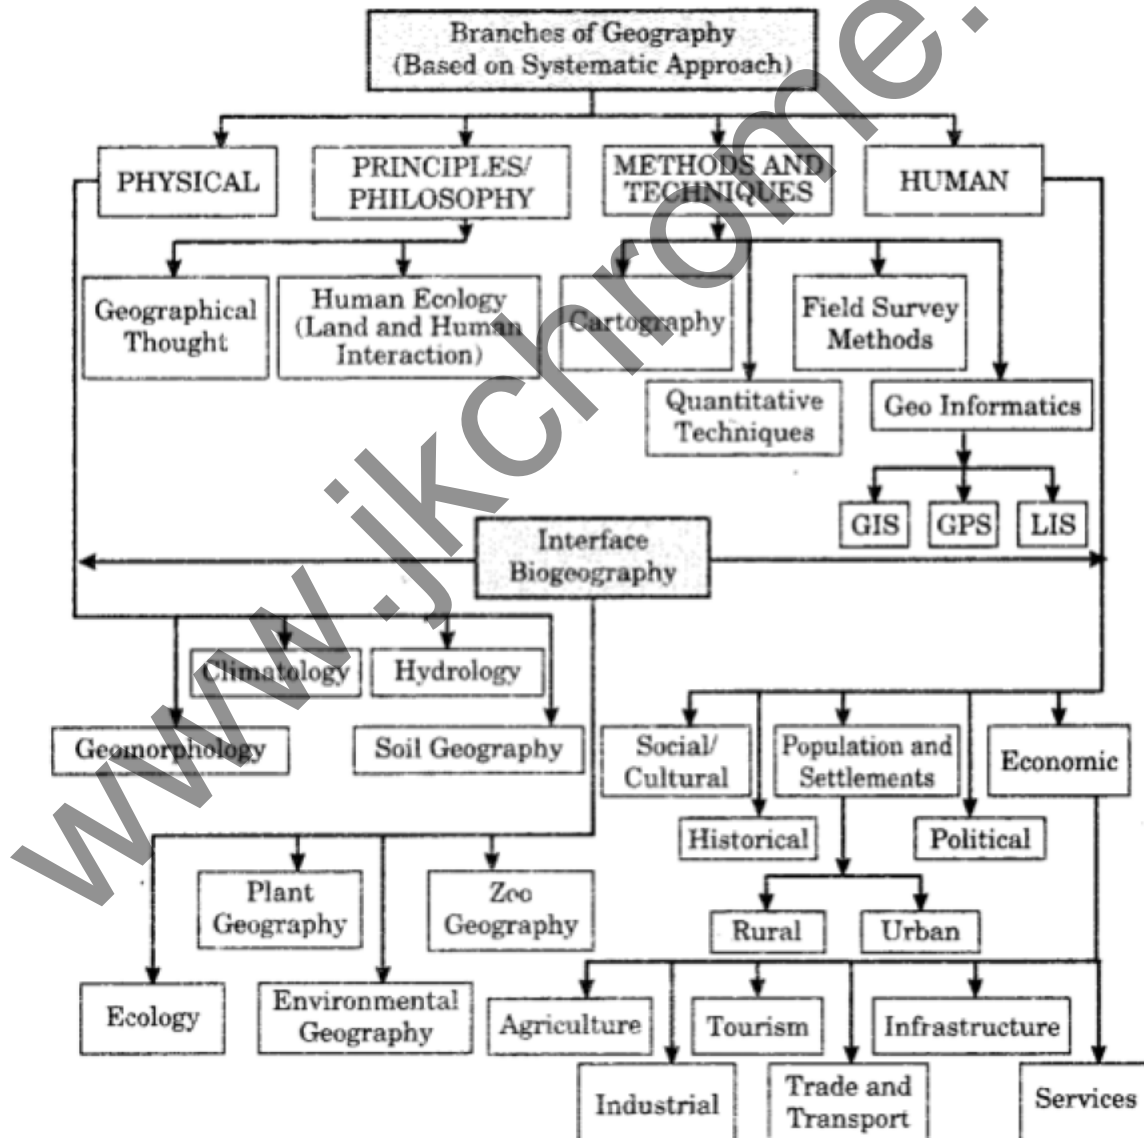 Branches of Geography
(Based on Systematic Approach)
PHYSICAL
PRINCIPLES/
PHILOSOPHY
METHODS AND
TECHNIQUES
HUMAN
Geographical
Thought
Human Ecology
(Land and Human
Interaction)
Cartography
Field Survey
Methods
Quantitative
Techniques
Geo Informatics
GIS
GPS
LIS
Interface
Biogeography
Climatology
Hydrology
Geomorphology
Soil Geography
Social/
Cultural
Population and
Settlements
Economic
Historical
Political
Plant
Geography
Zoo
Geography
Rural
Urban
Ecology
Environmental
Geography
Agriculture
Tourism
Infrastructure
Industrial
Trade and
Transport
Services
www.jkchrome.